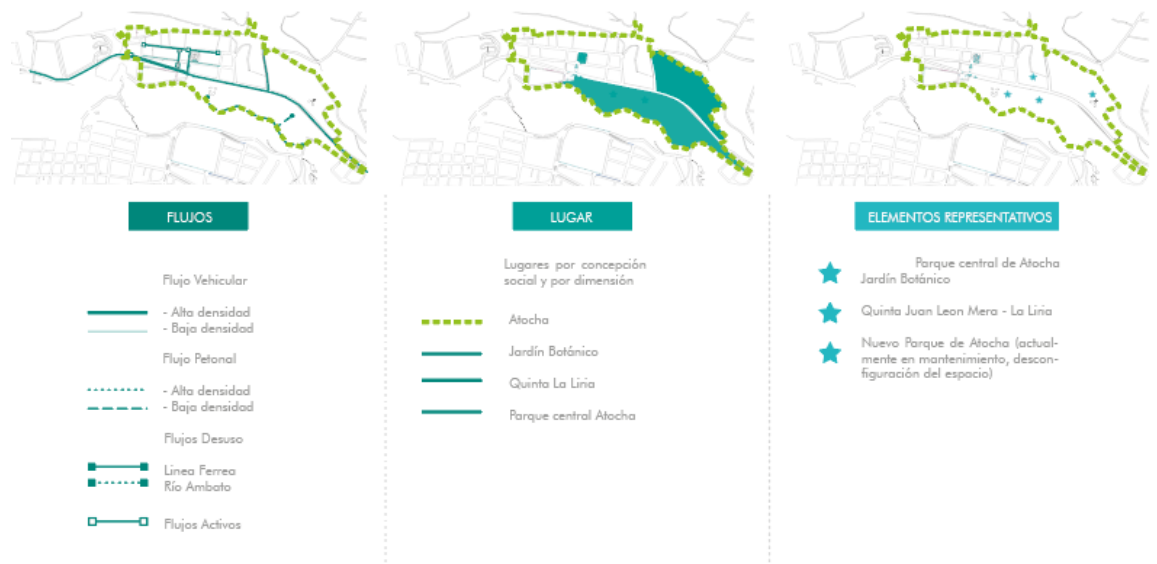 FLUJOS
Flujo Vehicular
- Alta densidad
- Baja densidad
Flujo Petonal
- Alta densidad
- Baja densidad
Flujos Desuso
Linea Ferrea
Río Ambato
Flujos Activos
LUGAR
Lugares por concepción
social y por dimensión
Atocha
Jardín Botánico
Quinta La Liria
Parque central Atocha
ELEMENTOS REPRESENTATIVOS
Parque central de Atocha
Jardín Botánico
Quinta Juan Leon Mera - La Liria
Nuevo Parque de Atocha (actual-
mente en mantenimiento, descon-
figuración del espacio)